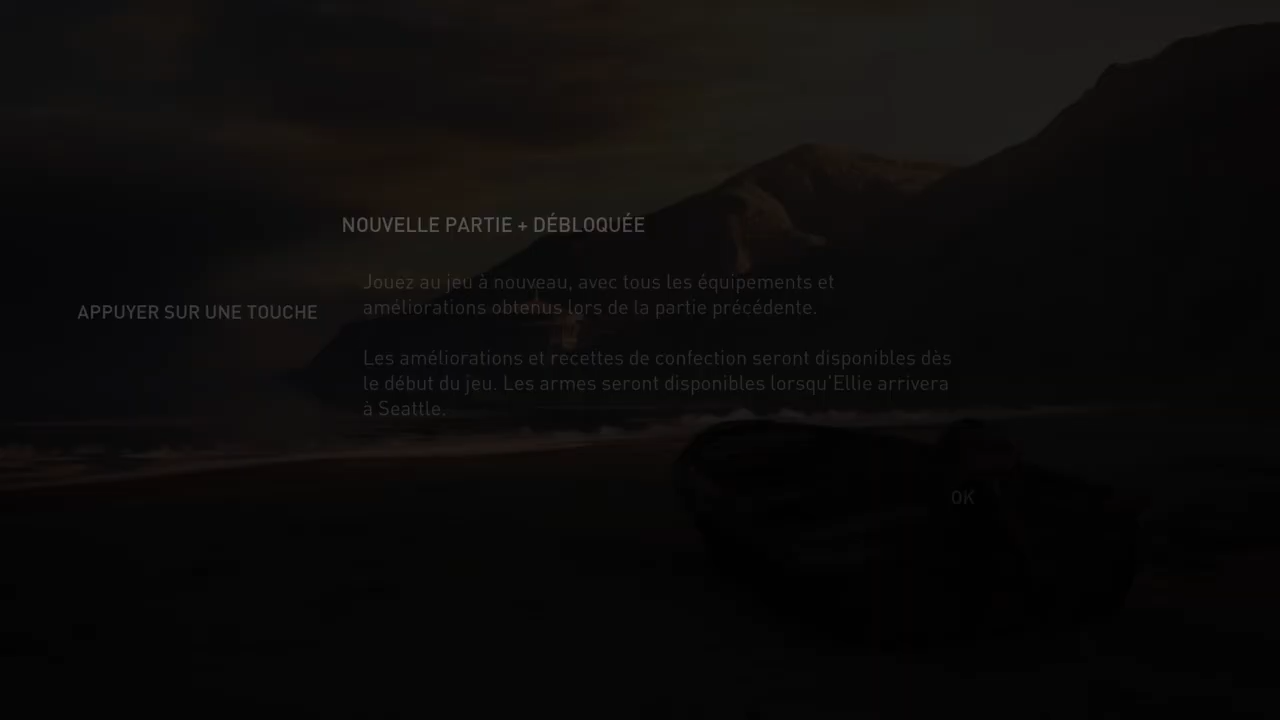 NOUVELLE PARTIE + DÉBLOQUÉE
Jouez au jeu à nouveau, avec tous les équipements et
améliorations obtenus lors de la partie précédente.
APPUYER SUR UNE TOUCHE
Les améliorations et recettes de confection seront disponibles dès
le début du jeu. Les armes seront disponibles lorsqu'Ellie arrivera
à Seattle.
OK